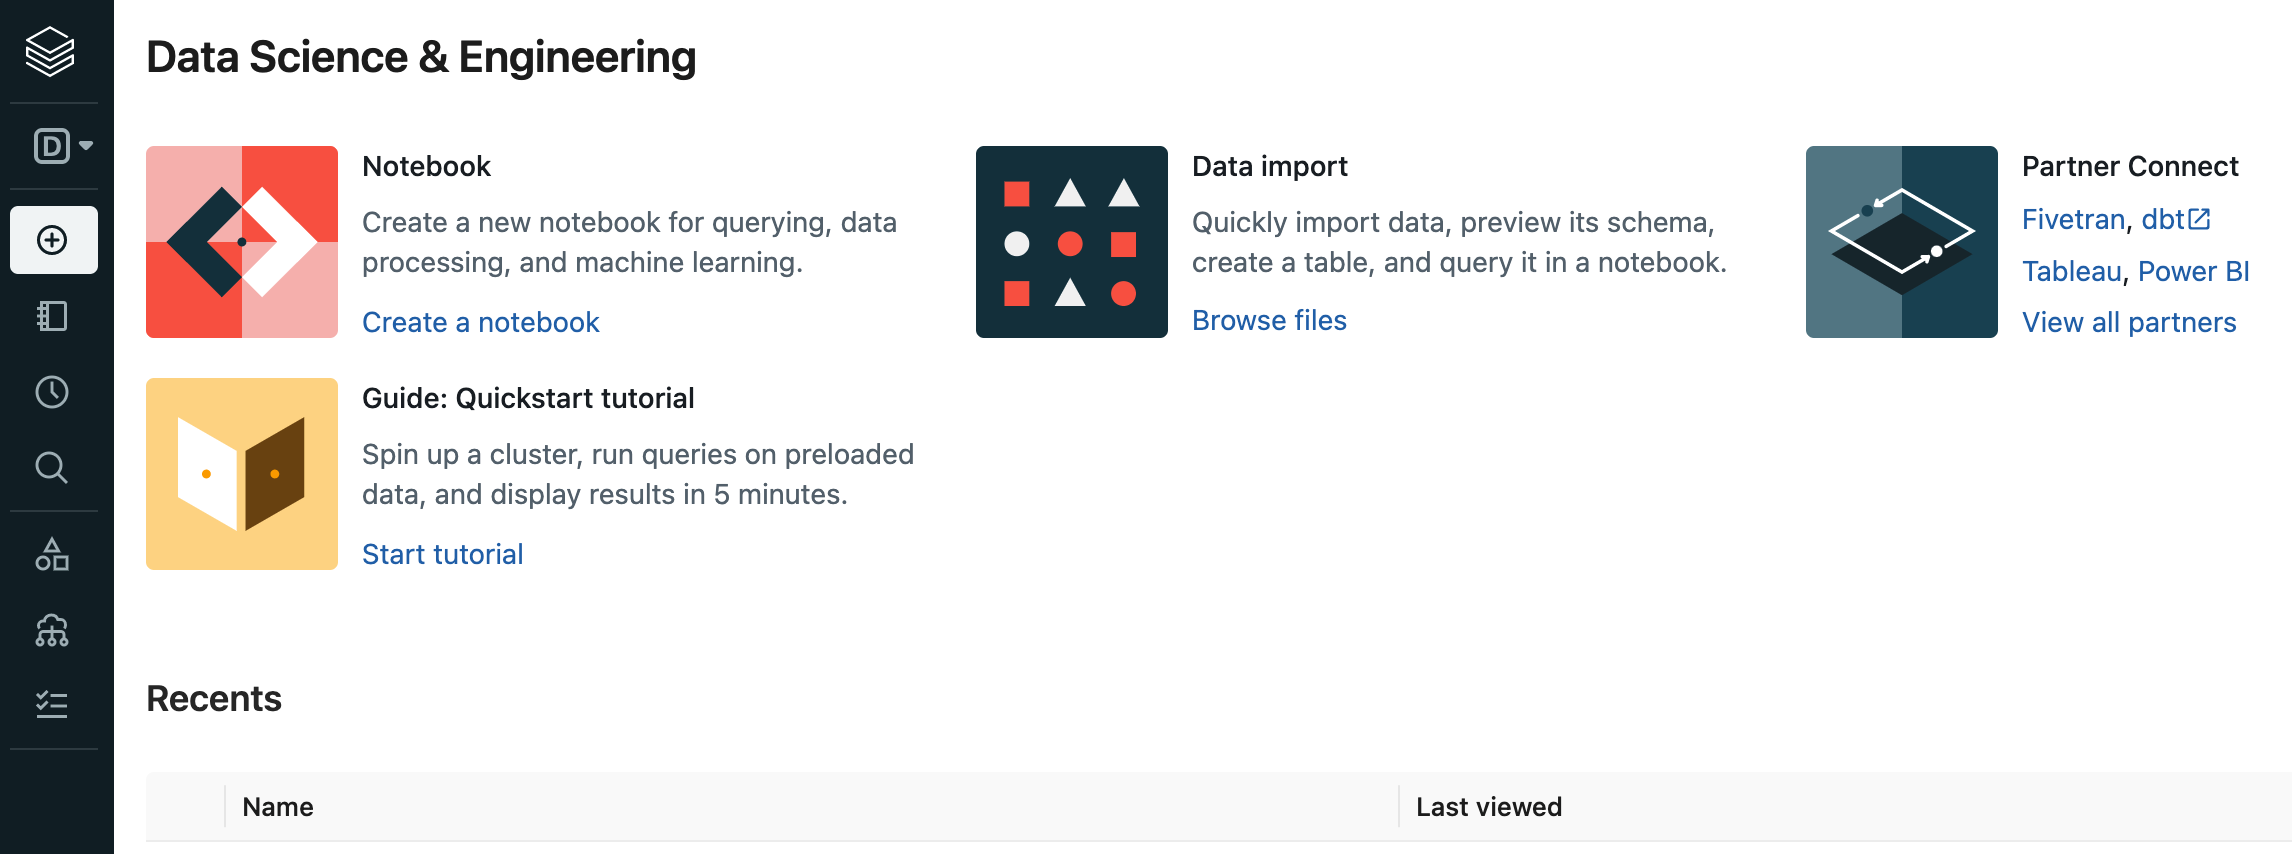 Data Science & Engineering
D
Notebook
Create a new notebook for querying, data
processing, and machine learning.
Create a notebook
Data import
Quickly import data, preview its schema,
create a table, and query it in a notebook.
Browse files
Partner Connect
Fivetran, dbt
Tableau, Power BI
View all partners
Guide: Quickstart tutorial
Spin up a cluster, run queries on preloaded
data, and display results in 5 minutes.
Start tutorial
Recents
Name
Last viewed